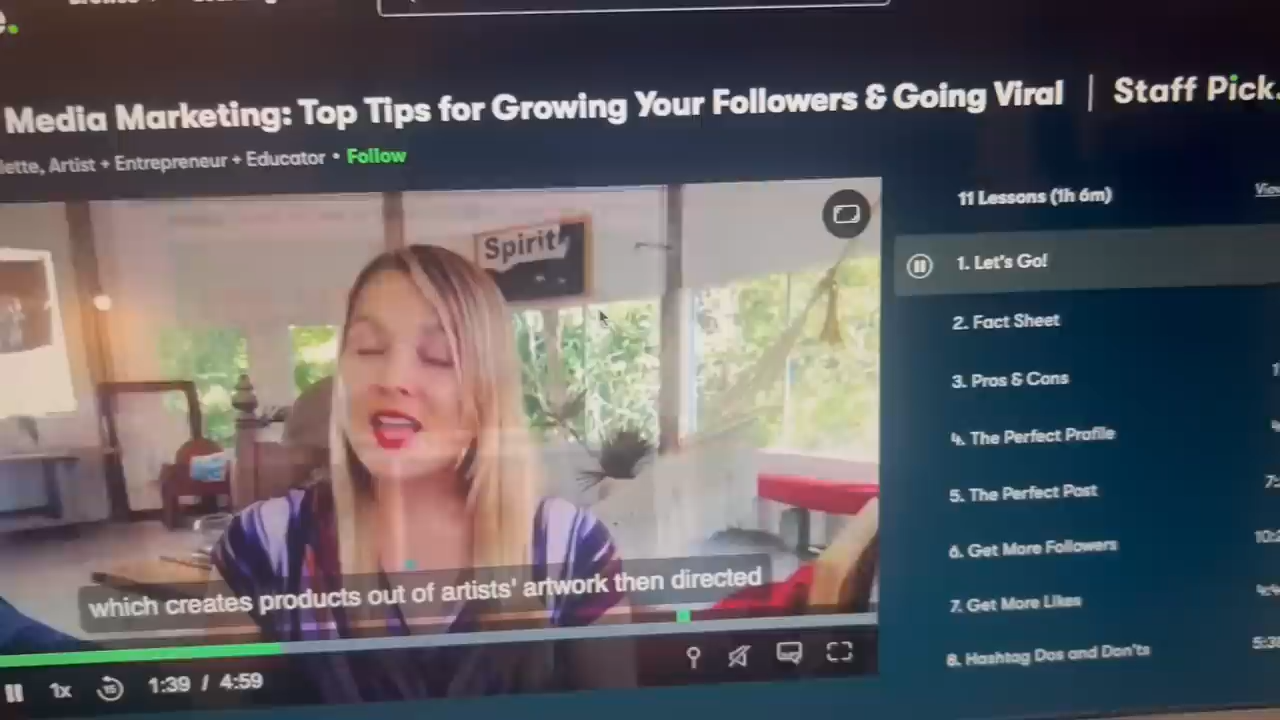 Media Marketing: Top Tips for Growing Your Followers & Going Viral | Staff Pick.
lette, Artist + Entrepreneur + Educator • Follow
11 Lessons (1h 6m)
Spirit
1. Let's Go!
2. Fact Sheet
3. Pros & Cons
4. The Perfect Profile
5. The Perfect Post
6. Get More Followers
7. Get More Likes
8. Hashtag Dos and Don'ts
which creates products out of artists' artwork then directed
1x
15
1:39 / 4:59